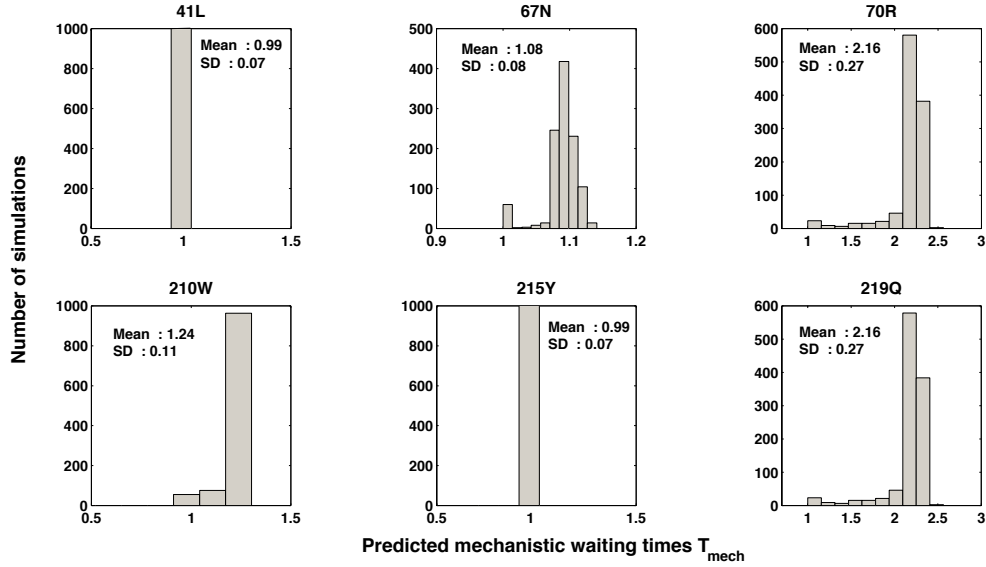 41L
1000
800
600
400
200
0
0.5 1 1.5
Mean : 0.99
SD : 0.07
67N
500
400
300
200
100
0
0.9 1 1.1 1.2
Mean : 1.08
SD : 0.08
70R
600
500
400
300
200
100
0
1 1.5 2 2.5 3
Mean : 2.16
SD : 0.27
Number of simulations
210W
1000
800
600
400
200
0
0.5 1 1.5
Mean : 1.24
SD : 0.11
215Y
1000
800
600
400
200
0
0.5 1 1.5
Mean : 0.99
SD : 0.07
219Q
600
500
400
300
200
100
0
1 1.5 2 2.5 3
Mean : 2.16
SD : 0.27
Predicted mechanistic waiting times T_mech